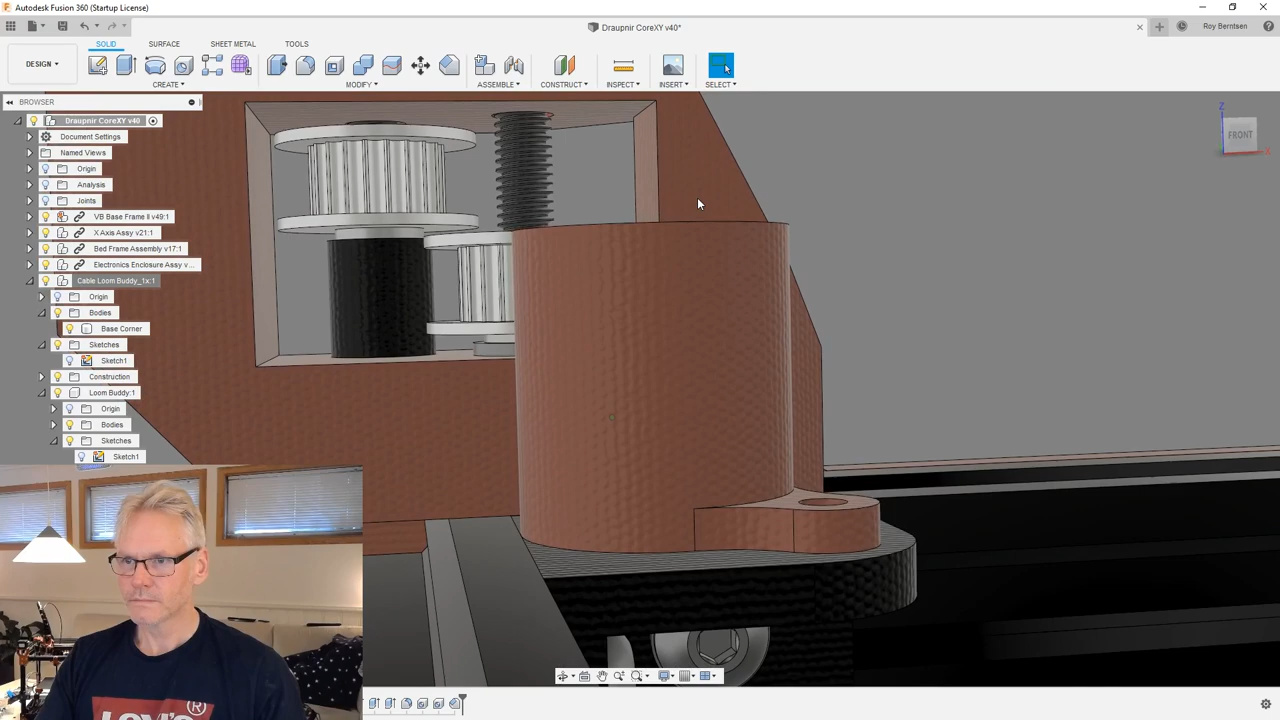 Autodesk Fusion 360 (Startup License)
Draupnir CoreXY v40*
Roy Berntsen
SOLID
SURFACE
SHEET METAL
TOOLS
DESIGN
CREATE
MODIFY
ASSEMBLE
CONSTRUCT
INSPECT
INSERT
SELECT
BROWSER
Draupnir CoreXY v40
Document Settings
Named Views
Origin
Analysis
Joints
VB Base Frame II v49:1
X Axis Assy v21:1
Bed Frame Assembly v17:1
Electronics Enclosure Assy v...
Cable Loom Buddy_1x:1
Origin
Bodies
Base Corner
Sketches
Sketch1
Construction
Loom Buddy:1
Origin
Bodies
Sketches
Sketch1
Z
FRONT
X
®